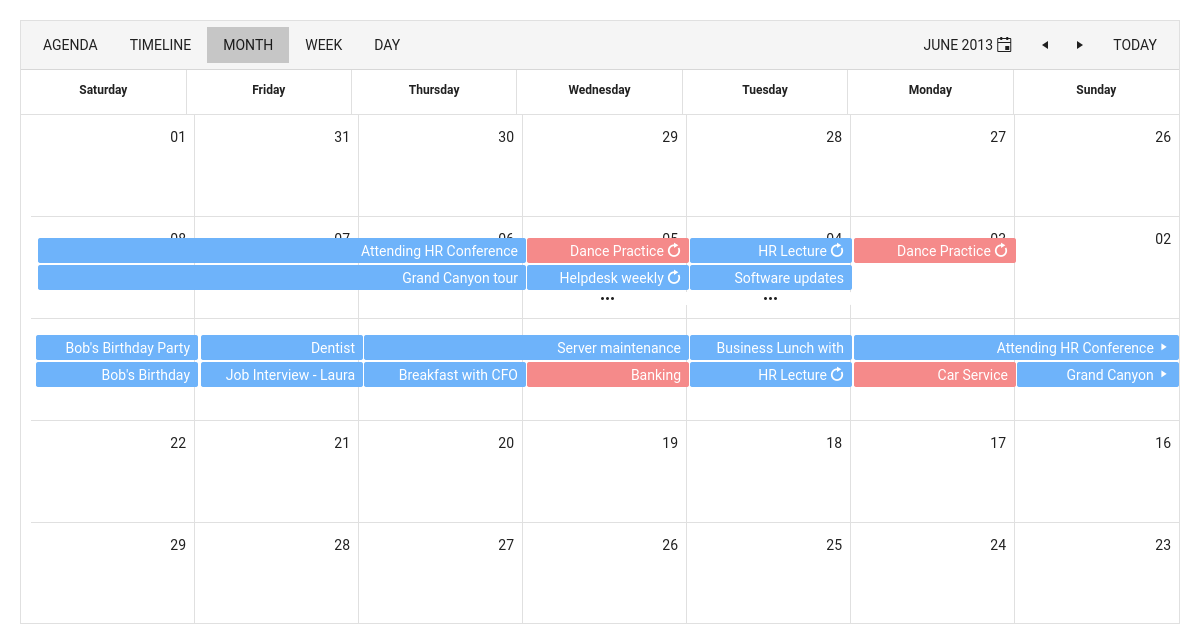 AGENDA
TIMELINE
MONTH
WEEK
DAY
JUNE 2013
TODAY
Saturday
Friday
Thursday
Wednesday
Tuesday
Monday
Sunday
01
31
30
29
28
27
26
08
07
06
05
04
03
02
Attending HR Conference
Dance Practice
HR Lecture
Dance Practice
Grand Canyon tour
Helpdesk weekly
Software updates
Bob's Birthday Party
Dentist
Server maintenance
Business Lunch with
Attending HR Conference
Bob's Birthday
Job Interview - Laura
Breakfast with CFO
Banking
HR Lecture
Car Service
Grand Canyon
22
21
20
19
18
17
16
29
28
27
26
25
24
23